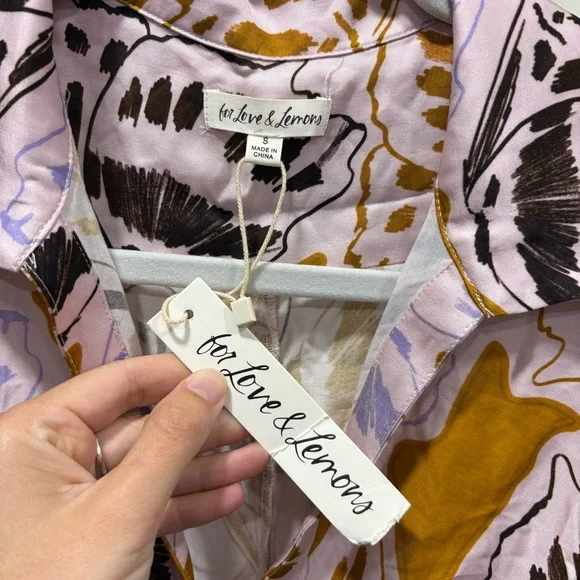 for Love & Lemons
S
MADE IN
CHINA
for Love & Lemons